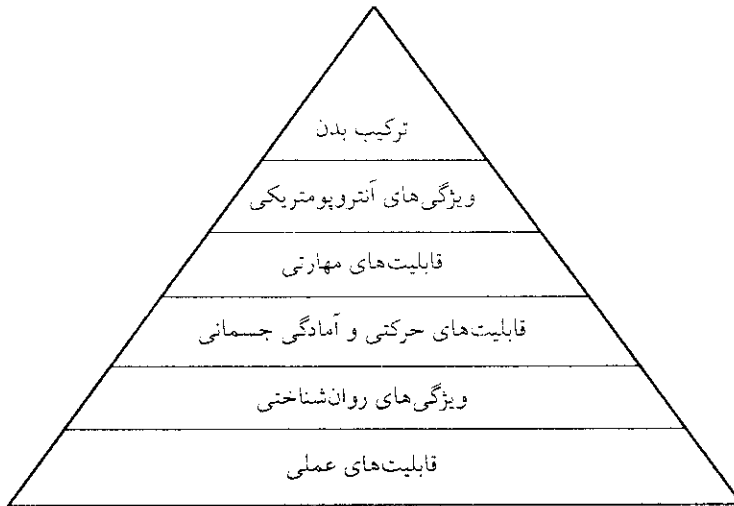 ترکیب بدن
ویژگی‌های آنتروپومتریکی
قابلیت‌های مهارتی
قابلیت‌های حرکتی و آمادگی جسمانی
ویژگی‌های روان‌شناختی
قابلیت‌های عملی